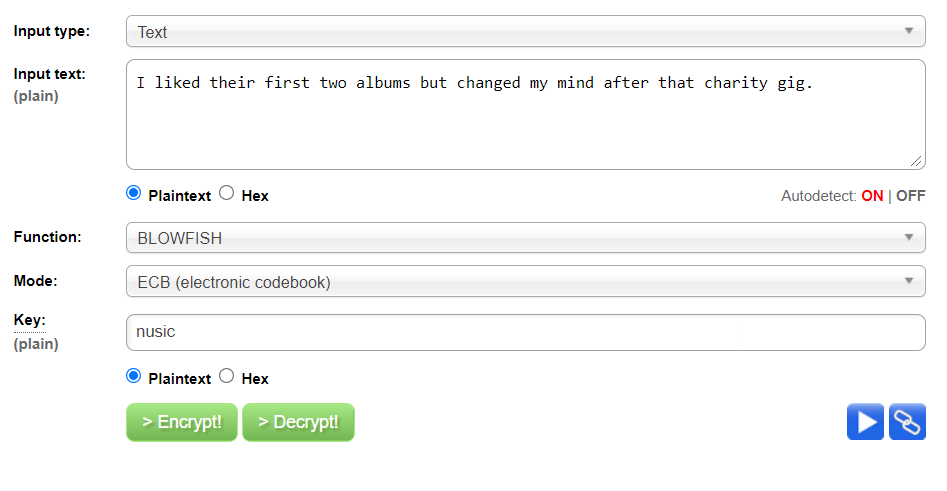 Input type: Text
Input text: I liked their first two albums but changed my mind after that charity gig.
(plain)
Plaintext Hex Autodetect: ON | OFF
Function: BLOWFISH
Mode: ECB (electronic codebook)
Key: nusic
(plain)
Plaintext Hex
> Encrypt! > Decrypt!